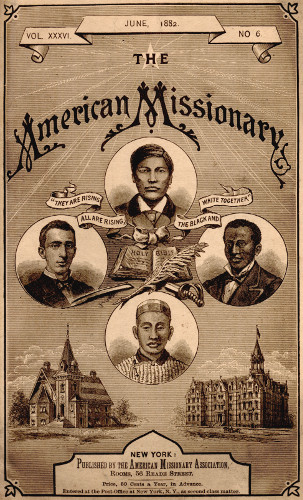 JUNE, 1882.
VOL. XXXVI.
NO. 6.
THE
American Missionary
"THEY ARE RISING
ALL ARE RISING,
THE BLACK AND
WHITE TOGETHER"
HOLY BIBLE
NEW YORK:
PUBLISHED BY THE AMERICAN MISSIONARY ASSOCIATION,
ROOMS, 56 READE STREET.
Price, 50 Cents a Year, in Advance.
Entered at the Post-Office at New York, N.Y., as second-class matter.